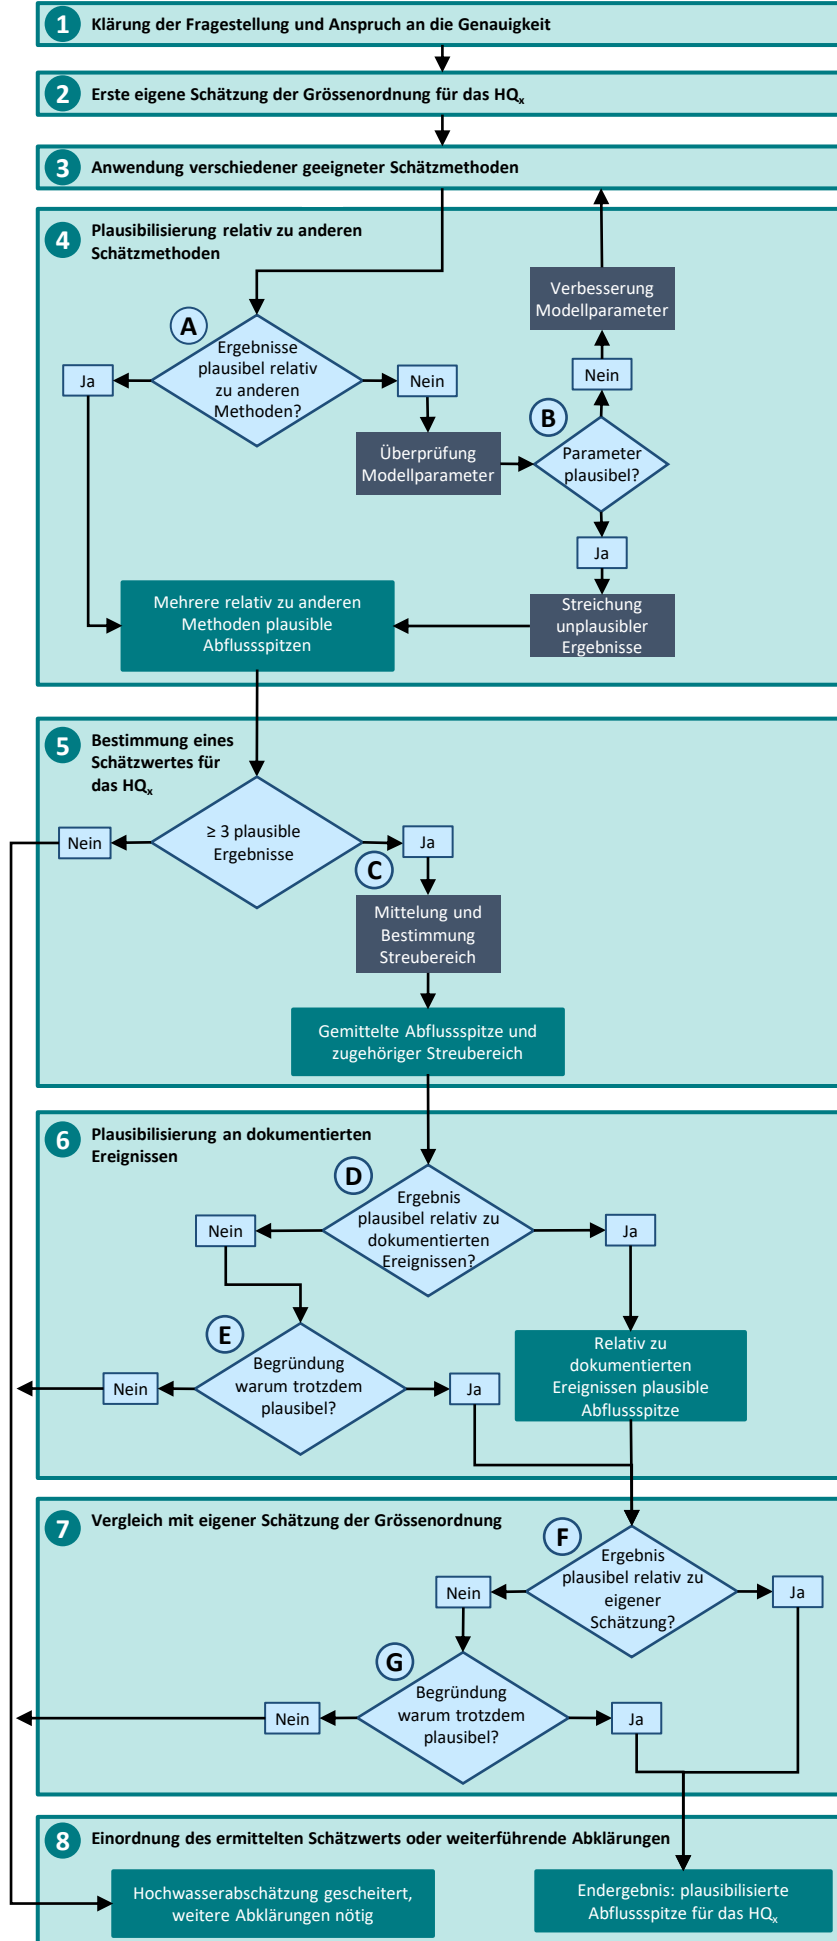 1 Klärung der Fragestellung und Anspruch an die Genauigkeit
2 Erste eigene Schätzung der Grössenordnung für das HQx
3 Anwendung verschiedener geeigneter Schätzmethoden
4 Plausibilisierung relativ zu anderen
Schätzmethoden
Verbesserung
Modellparameter
A
Ergebnisse
plausibel relativ
zu anderen
Methoden?
Ja
Nein
Nein
B
Überprüfung
Modellparameter
Parameter
plausibel?
Ja
Mehrere relativ zu anderen
Methoden plausible
Abflussspitzen
Streichung
unplausibler
Ergebnisse
5 Bestimmung eines
Schätzwertes für
das HQx
≥ 3 plausible
Ergebnisse
Nein
Ja
C
Mittelung und
Bestimmung
Streubereich
Gemittelte Abflussspitze und
zugehöriger Streubereich
6 Plausibilisierung an dokumentierten
Ereignissen
D
Ergebnis
plausibel relativ zu
dokumentierten
Ereignissen?
Nein
Ja
E
Begründung
warum trotzdem
plausibel?
Nein
Ja
Relativ zu
dokumentierten
Ereignissen plausible
Abflussspitze
7 Vergleich mit eigener Schätzung der Grössenordnung
F
Ergebnis
plausibel relativ zu
eigener
Schätzung?
Nein
Ja
G
Begründung
warum trotzdem
plausibel?
Nein
Ja
8 Einordnung des ermittelten Schätzwerts oder weiterführende Abklärungen
Hochwasserabschätzung gescheitert,
weitere Abklärungen nötig
Endergebnis: plausibilisierte
Abflussspitze für das HQx